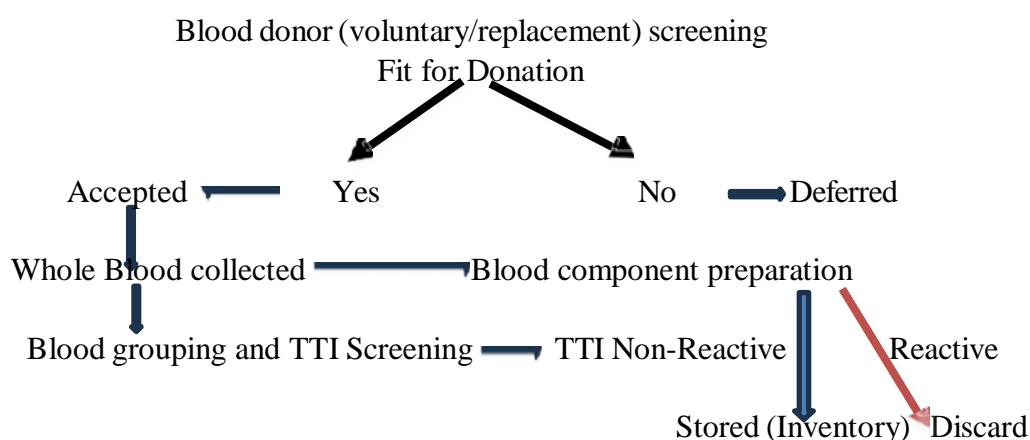 Blood donor (voluntary/replacement) screening
Fit for Donation
Accepted Yes No Deferred
Whole Blood collected Blood component preparation
Blood grouping and TTI Screening TTI Non-Reactive Reactive
Stored (Inventory) Discard